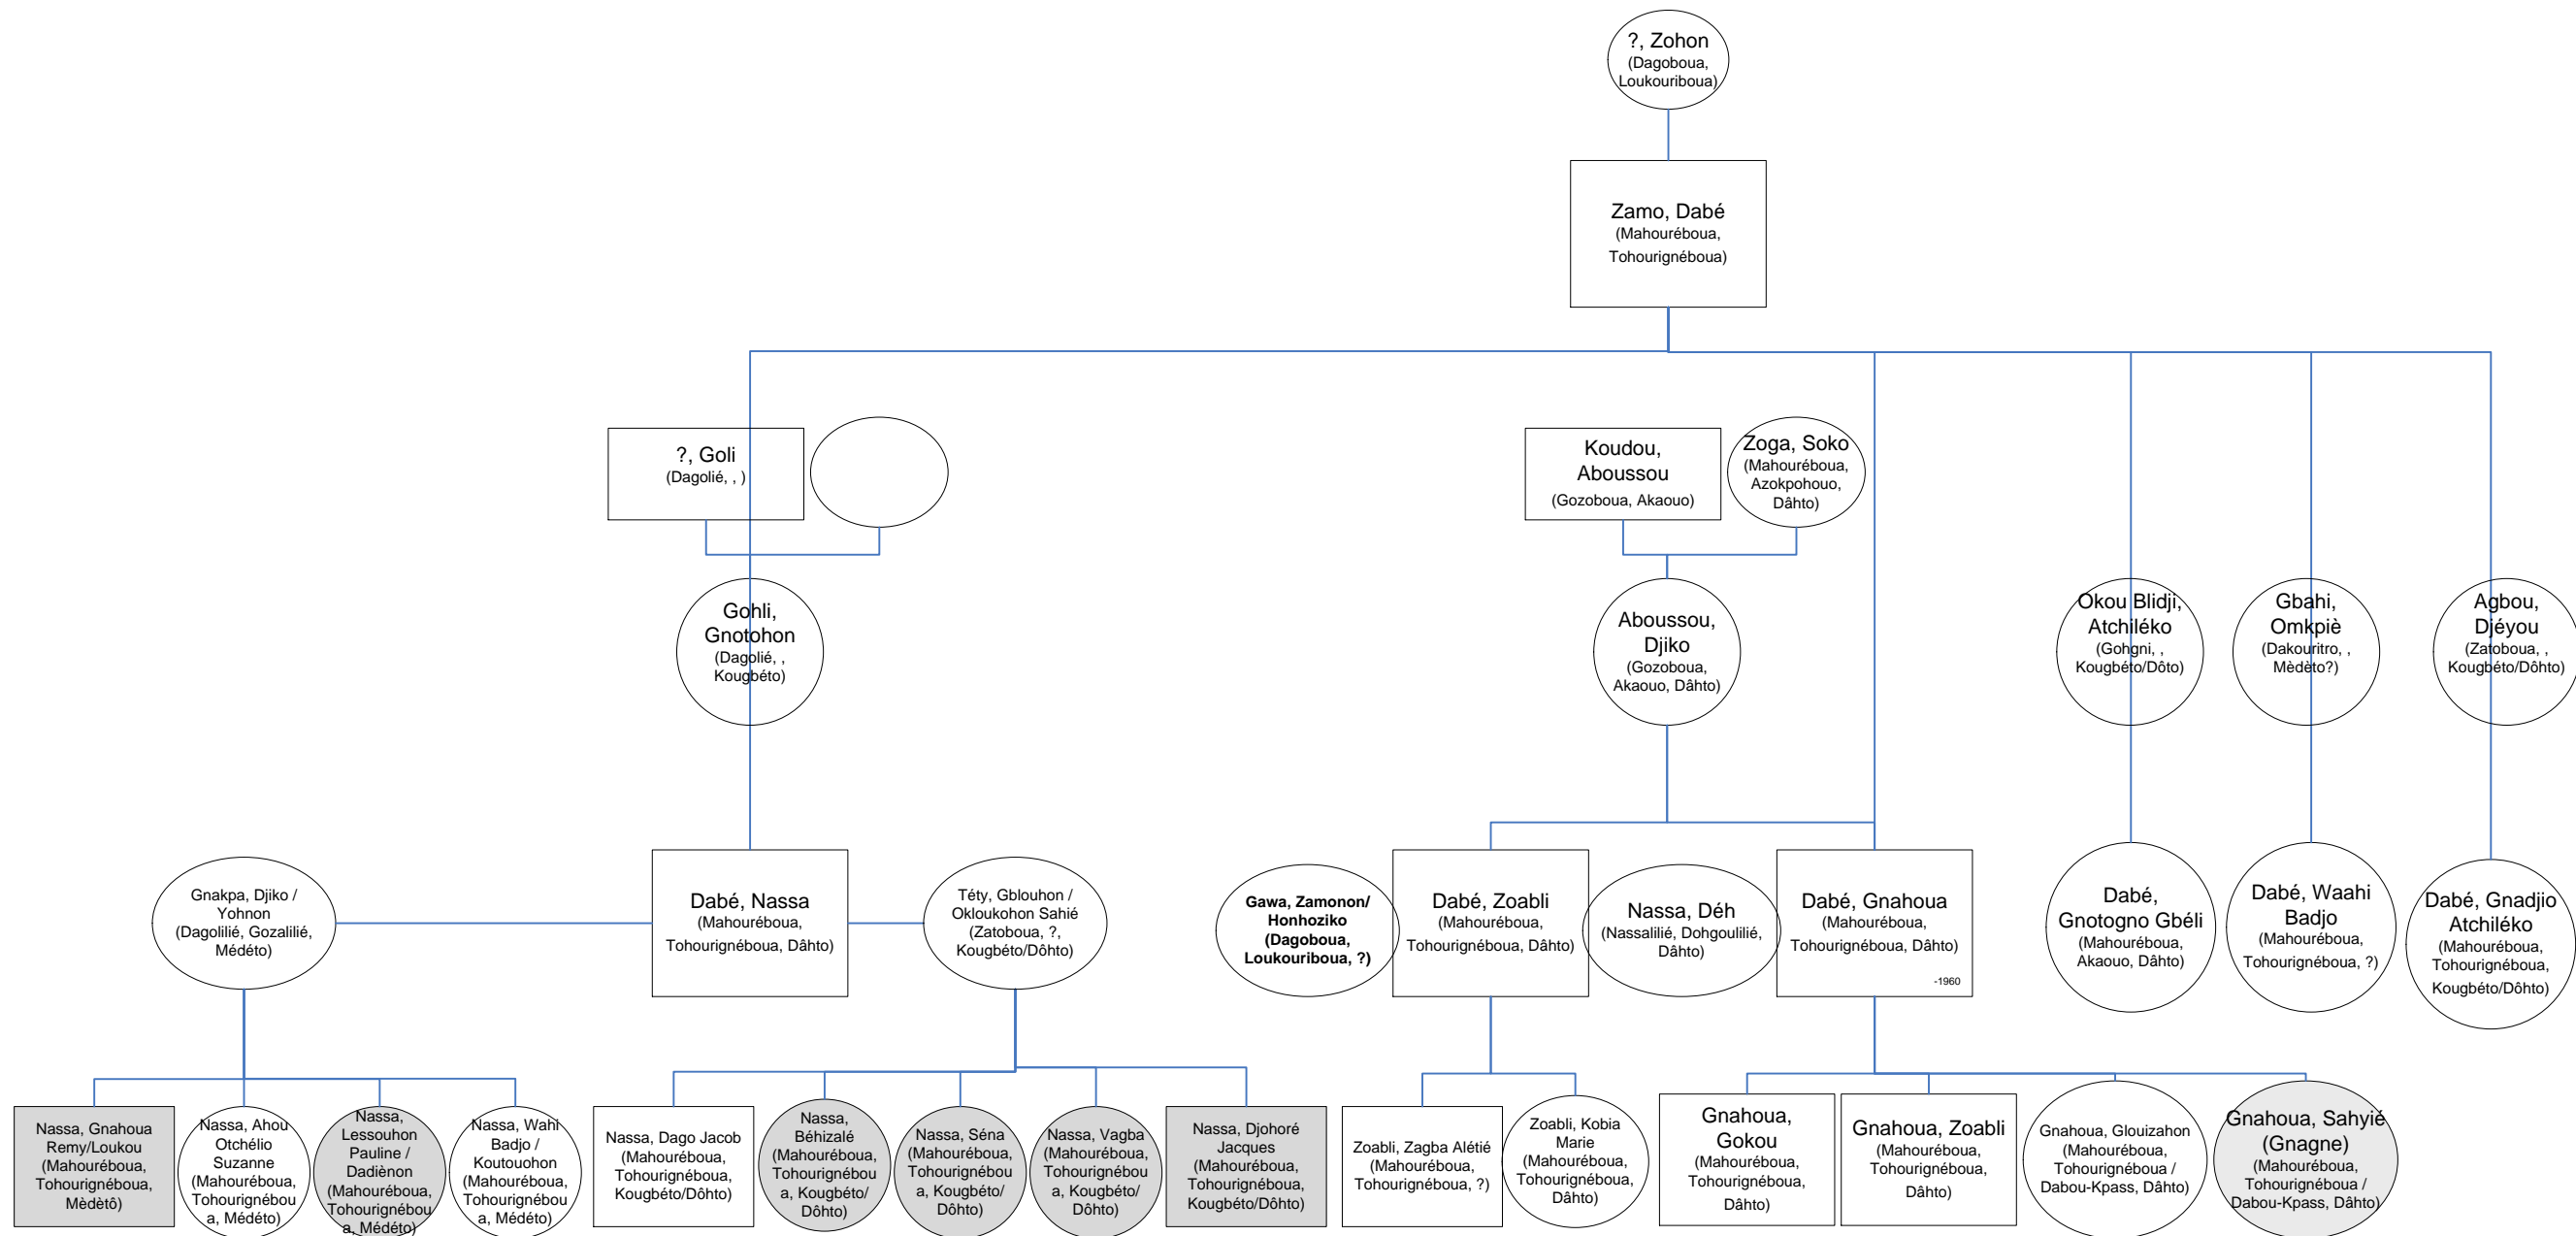 ?, Zohon
(Dagoboua,
Loukouriboua)
Zamo, Dabé
(Mahouréboua,
Tohourignéboua)
?, Goli
(Dagolié, , )
Koudou,
Aboussou
(Gozoboua, Akaouo)
Zoga, Soko
(Mahouréboua,
Azokpohouo,
Dâhto)
Gohli,
Gnotohon
(Dagolié, ,
Kougbéto)
Aboussou,
Djiko
(Gozoboua,
Akaouo, Dâhto)
Okou Blidji,
Atchiléko
(Gohgni, ,
Kougbéto/Dôto)
Gbahi,
Omkpiè
(Dakouritro, ,
Mèdèto?)
Agbou,
Djéyou
(Zatoboua, ,
Kougbéto/Dôhto)
Gnakpa, Djiko /
Yohnon
(Dagolilié, Gozalilié,
Médéto)
Dabé, Nassa
(Mahouréboua,
Tohourignéboua, Dâhto)
Téty, Gblouhon /
Okloukohon Sahié
(Zatoboua, ?,
Kougbéto/Dôhto)
Gawa, Zamonon/
Honhoziko
(Dagoboua,
Loukouriboua, ?)
Dabé, Zoabli
(Mahouréboua,
Tohourignéboua, Dâhto)
Nassa, Déh
(Nassalilié, Dohgoulilié,
Dâhto)
Dabé, Gnahoua
(Mahouréboua,
Tohourignéboua, Dâhto)
-1960
Dabé,
Gnotogno Gbéli
(Mahouréboua,
Akaouo, Dâhto)
Dabé, Waahi
Badjo
(Mahouréboua,
Tohourignéboua, ?)
Dabé, Gnadjio
Atchiléko
(Mahouréboua,
Tohourignéboua,
Kougbéto/Dôhto)
Nassa, Gnahoua
Remy/Loukou
(Mahouréboua,
Tohourignéboua,
Mèdètô)
Nassa, Ahou
Otchélio
Suzanne
(Mahouréboua,
Tohourignébou
a, Médéto)
Nassa,
Lessouhon
Pauline /
Dadiènon
(Mahouréboua,
Tohourignébou
a, Médéto)
Nassa, Wahi
Badjo /
Koutouohon
(Mahouréboua,
Tohourignébou
a, Médéto)
Nassa, Dago Jacob
(Mahouréboua,
Tohourignéboua,
Kougbéto/Dôhto)
Nassa,
Béhizalé
(Mahouréboua,
Tohourignébou
a, Kougbéto/
Dôhto)
Nassa, Séna
(Mahouréboua,
Tohourignébou
a, Kougbéto/
Dôhto)
Nassa, Vagba
(Mahouréboua,
Tohourignébou
a, Kougbéto/
Dôhto)
Nassa, Djohoré
Jacques
(Mahouréboua,
Tohourignéboua,
Kougbéto/Dôhto)
Zoabli, Zagba Alétié
(Mahouréboua,
Tohourignéboua, ?)
Zoabli, Kobia
Marie
(Mahouréboua,
Tohourignéboua,
Dâhto)
Gnahoua,
Gokou
(Mahouréboua,
Tohourignéboua,
Dâhto)
Gnahoua, Zoabli
(Mahouréboua,
Tohourignéboua,
Dâhto)
Gnahoua, Glouizahon
(Mahouréboua,
Tohourignéboua /
Dabou-Kpass, Dâhto)
Gnahoua, Sahyié
(Gnagne)
(Mahouréboua,
Tohourignéboua /
Dabou-Kpass, Dâhto)